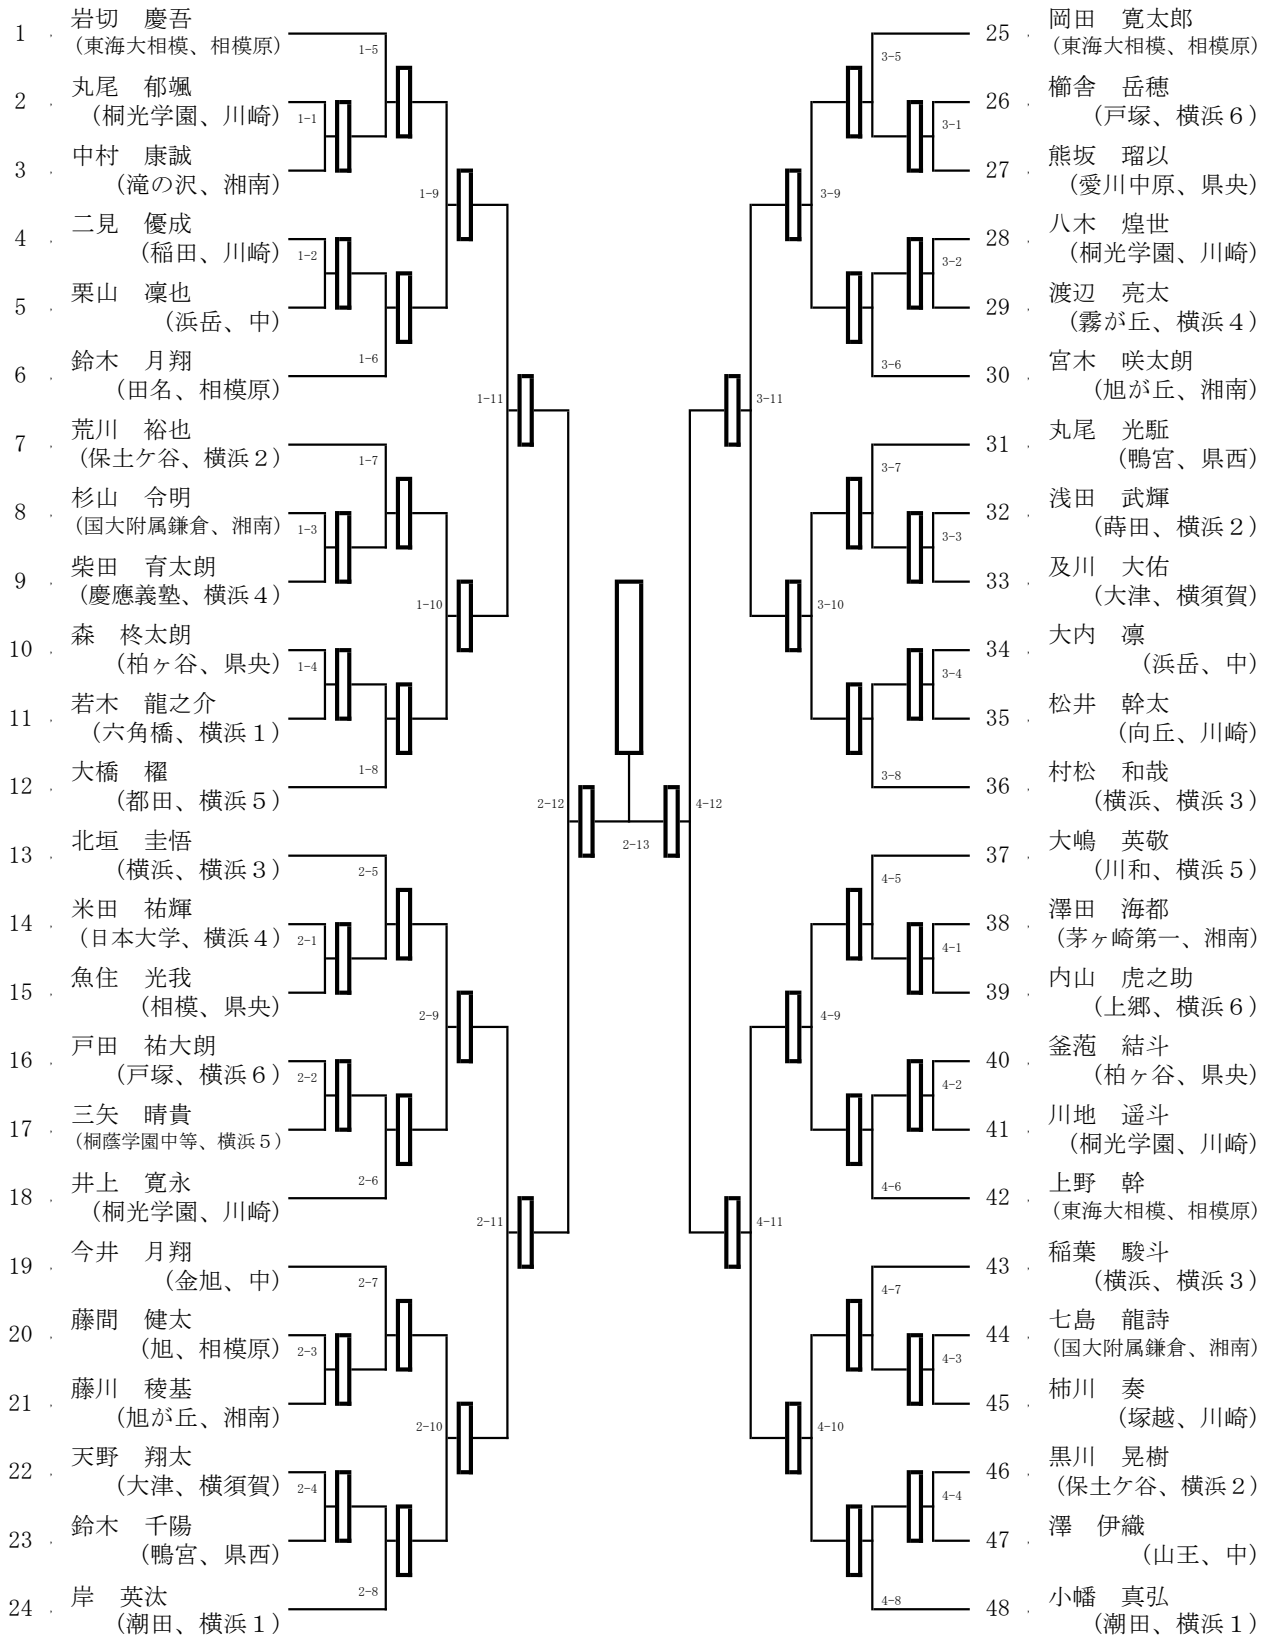 1 . 岩切　慶吾
（東海大相模、相模原）
1-5
2 . 丸尾　郁颯
（桐光学園、川崎）
1-1
3 . 中村　康誠
（滝の沢、湘南）
1-9
4 . 二見　優成
（稲田、川崎）
1-2
5 . 栗山　凜也
（浜岳、中）
1-6
6 . 鈴木　月翔
（田名、相模原）
1-11
7 . 荒川　裕也
（保土ケ谷、横浜２）
1-7
8 . 杉山　令明
（国大附属鎌倉、湘南）
1-3
9 . 柴田　育太朗
（慶應義塾、横浜４）
1-10
10 . 森　柊太朗
（柏ヶ谷、県央）
1-4
11 . 若木　龍之介
（六角橋、横浜１）
1-8
12 . 大橋　櫂
（都田、横浜５）
2-12
13 . 北垣　圭悟
（横浜、横浜３）
2-5
14 . 米田　祐輝
（日本大学、横浜４）
2-1
15 . 魚住　光我
（相模、県央）
2-9
16 . 戸田　祐大朗
（戸塚、横浜６）
2-2
17 . 三矢　晴貴
（桐蔭学園中等、横浜５）
2-6
18 . 井上　寛永
（桐光学園、川崎）
2-11
19 . 今井　月翔
（金旭、中）
2-7
20 . 藤間　健太
（旭、相模原）
2-3
21 . 藤川　稜基
（旭が丘、湘南）
2-10
22 . 天野　翔太
（大津、横須賀）
2-4
23 . 鈴木　千陽
（鴨宮、県西）
2-8
24 . 岸　英汰
（潮田、横浜１）
2-13
25 . 岡田　寛太郎
（東海大相模、相模原）
3-5
26 . 櫛舎　岳穂
（戸塚、横浜６）
3-1
27 . 熊坂　瑠以
（愛川中原、県央）
3-9
28 . 八木　煌世
（桐光学園、川崎）
3-2
29 . 渡辺　亮太
（霧が丘、横浜４）
3-6
30 . 宮木　咲太朗
（旭が丘、湘南）
3-11
31 . 丸尾　光駈
（鴨宮、県西）
3-7
32 . 浅田　武輝
（蒔田、横浜２）
3-3
33 . 及川　大佑
（大津、横須賀）
3-10
34 . 大内　凛
（浜岳、中）
3-4
35 . 松井　幹太
（向丘、川崎）
3-8
36 . 村松　和哉
（横浜、横浜３）
4-12
37 . 大嶋　英敬
（川和、横浜５）
4-5
38 . 澤田　海都
（茅ヶ崎第一、湘南）
4-1
39 . 内山　虎之助
（上郷、横浜６）
4-9
40 . 釜萢　結斗
（柏ヶ谷、県央）
4-2
41 . 川地　遥斗
（桐光学園、川崎）
4-6
42 . 上野　幹
（東海大相模、相模原）
4-11
43 . 稲葉　駿斗
（横浜、横浜３）
4-7
44 . 七島　龍詩
（国大附属鎌倉、湘南）
4-3
45 . 柿川　奏
（塚越、川崎）
4-10
46 . 黒川　晃樹
（保土ケ谷、横浜２）
4-4
47 . 澤　伊織
（山王、中）
4-8
48 . 小幡　真弘
（潮田、横浜１）